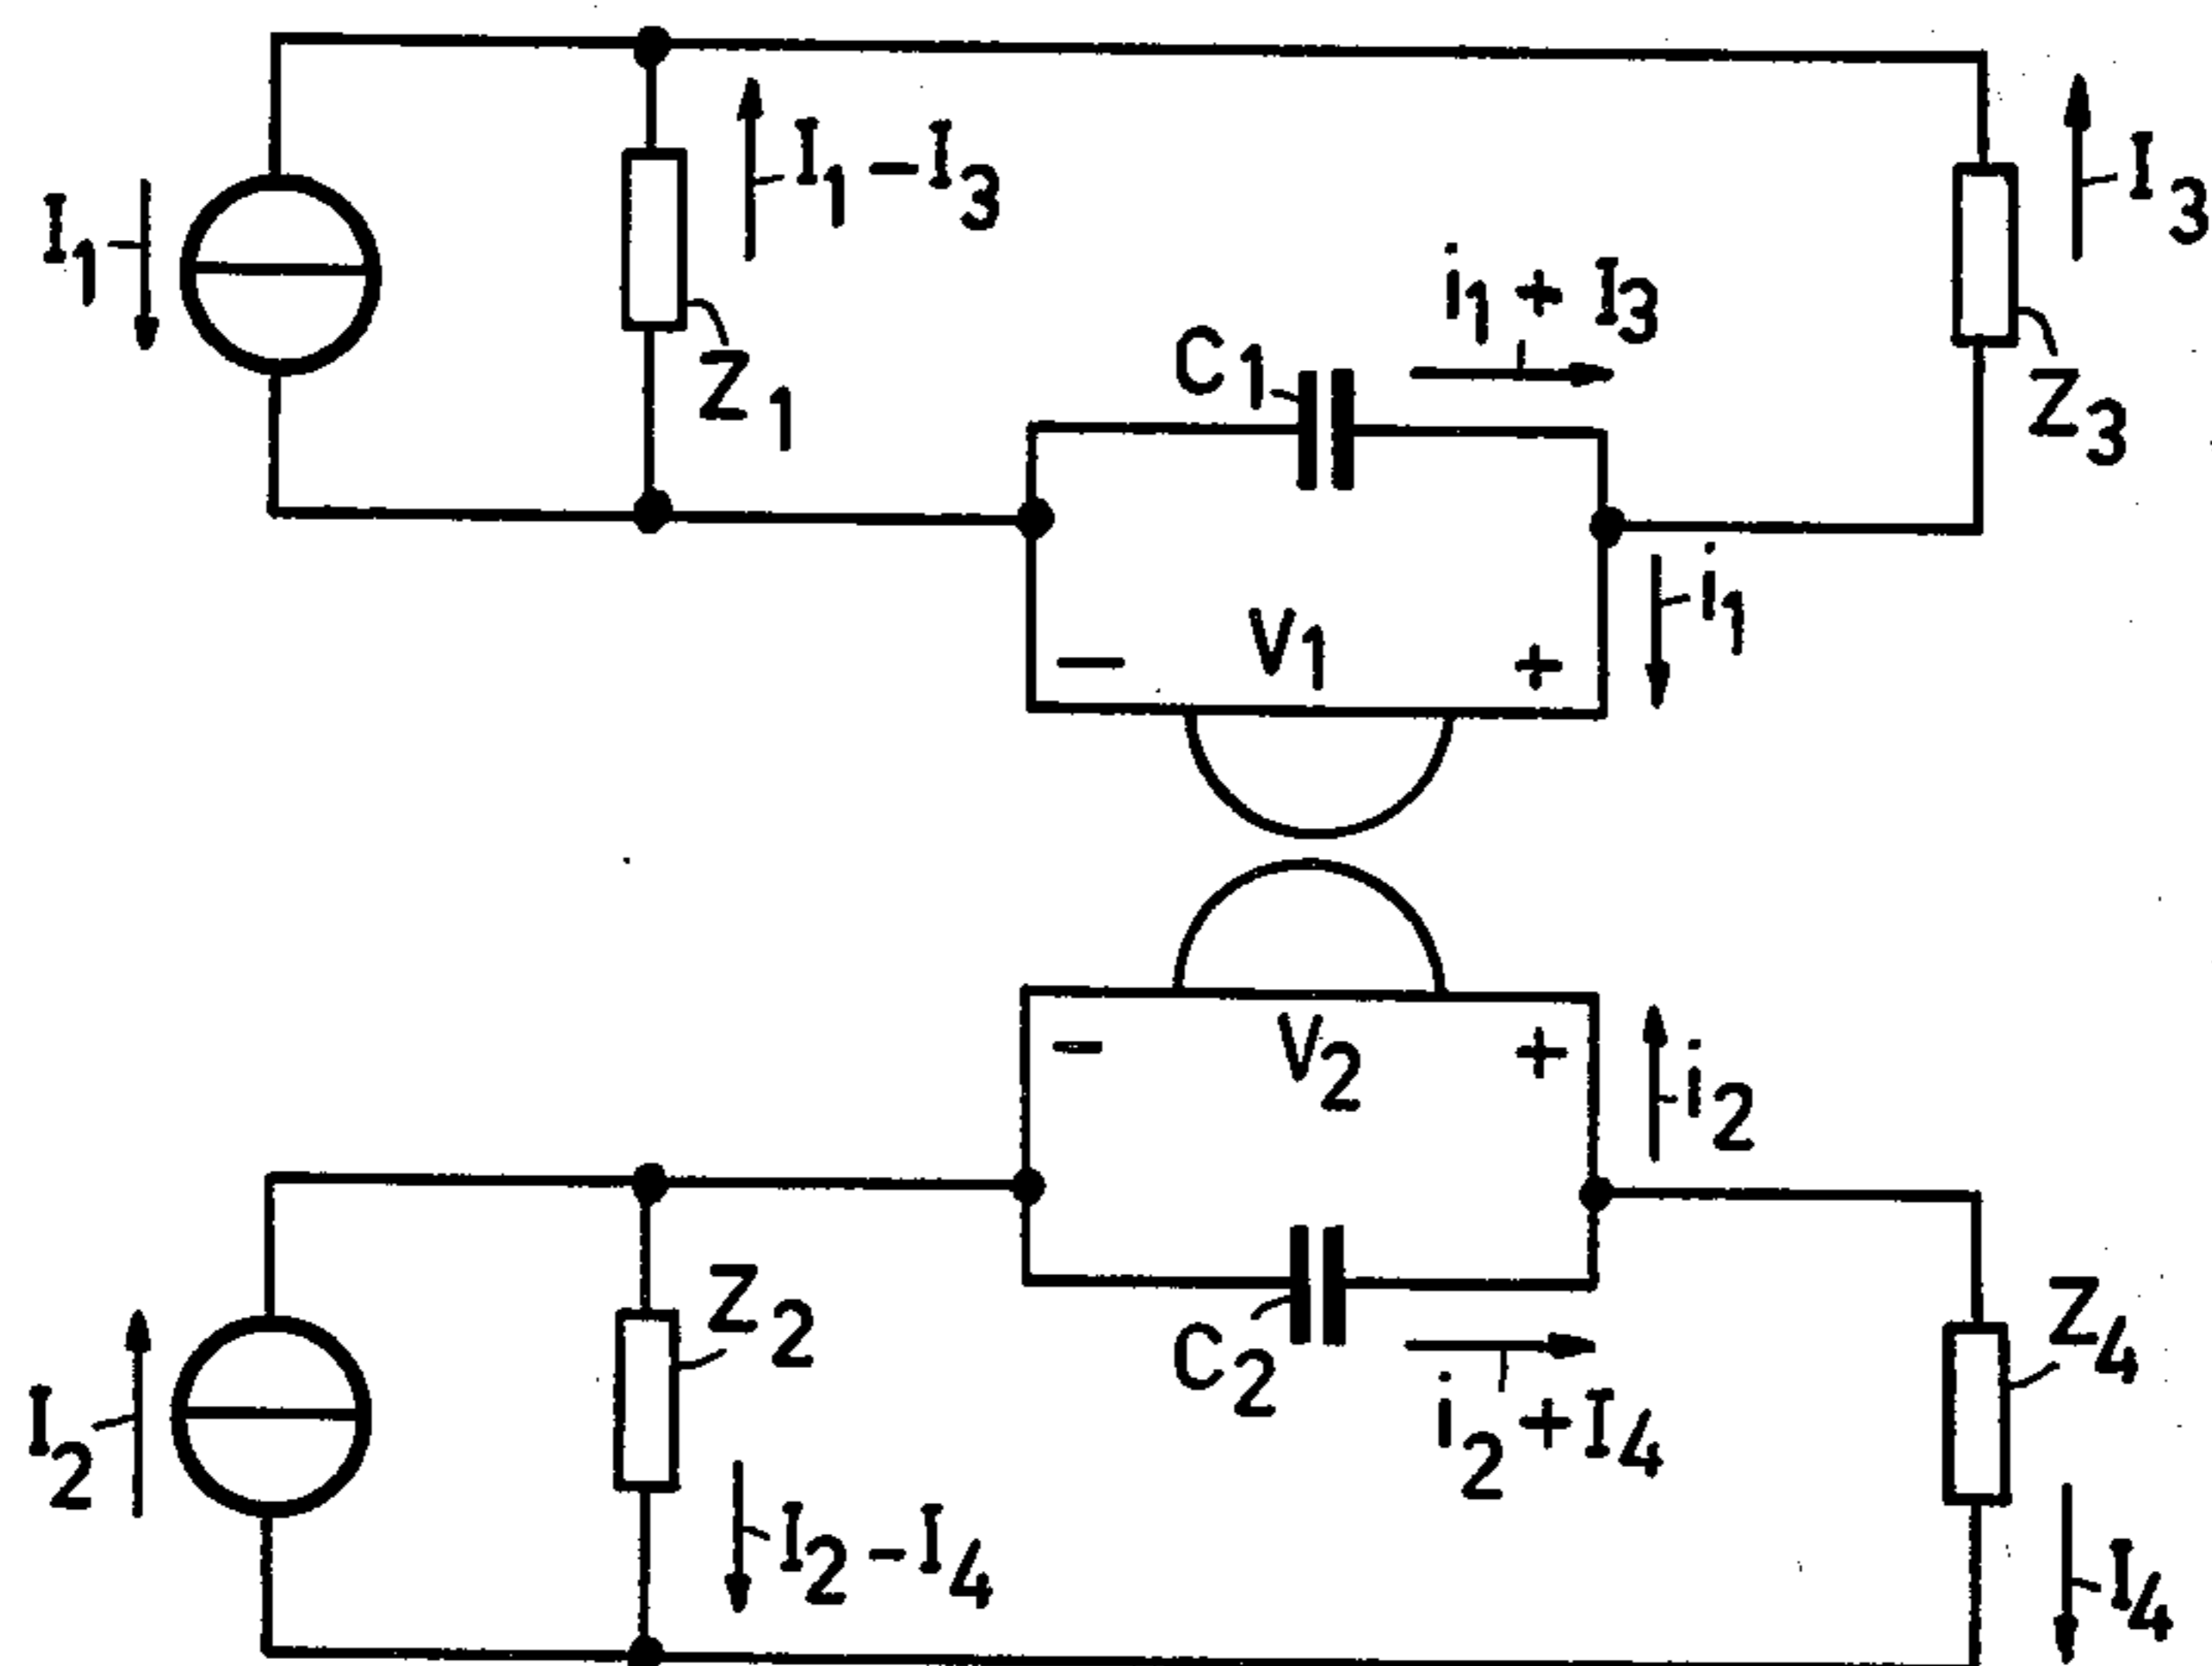 I1
I1 − I3
I3
Z1
C1
i1 + I3
Z3
i1
− V1 +
− V2 +
i2
Z2
C2
i2 + I4
Z4
I2
I2 − I4
I4